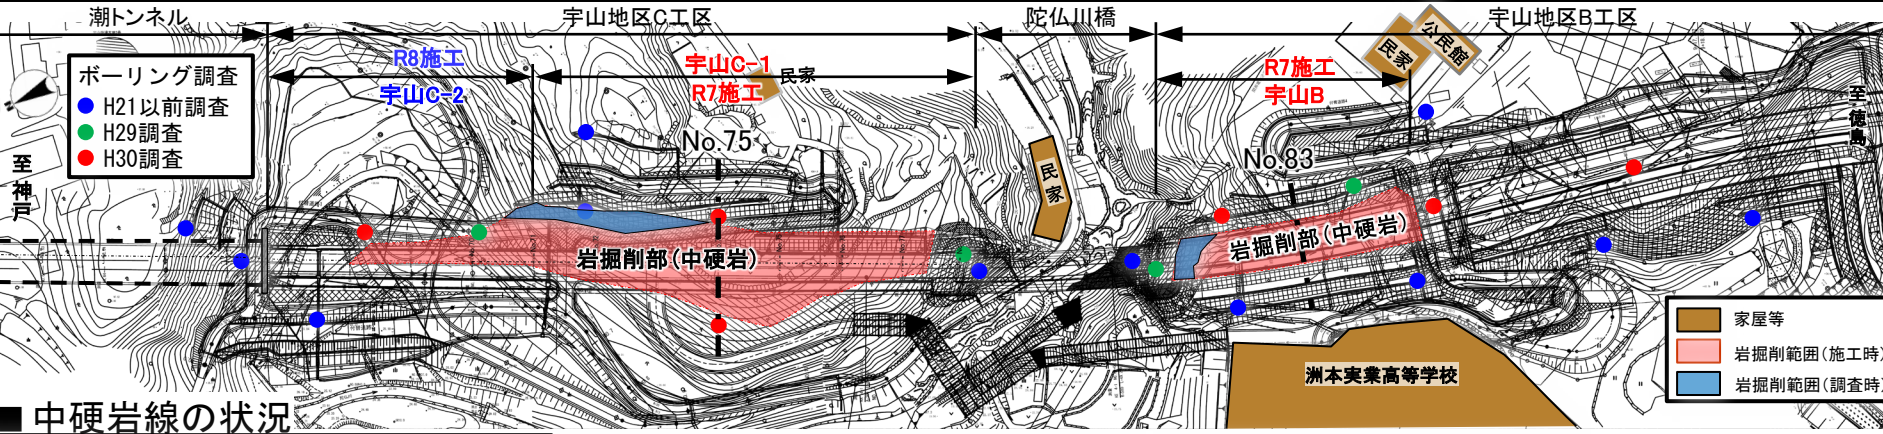 潮トンネル
宇山地区C工区
陀仏川橋
宇山地区B工区
R8施工
宇山C-2
宇山C-1
R7施工
民家
R7施工
宇山B
民家
公民館
ボーリング調査
H21以前調査
H29調査
H30調査
至神戸
至徳島
No.75
No.83
民家
岩掘削部(中硬岩)
岩掘削部(中硬岩)
洲本実業高等学校
家屋等
岩掘削範囲(施工時)
岩掘削範囲(調査時)
■ 中硬岩線の状況